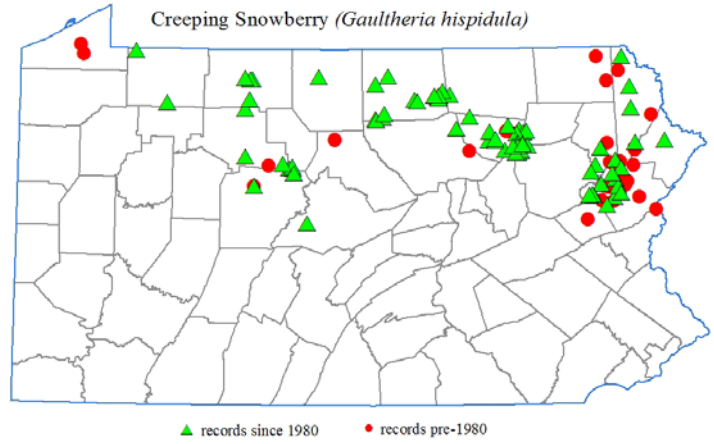 Creeping Snowberry (Gaultheria hispidula)
records since 1980 records pre-1980